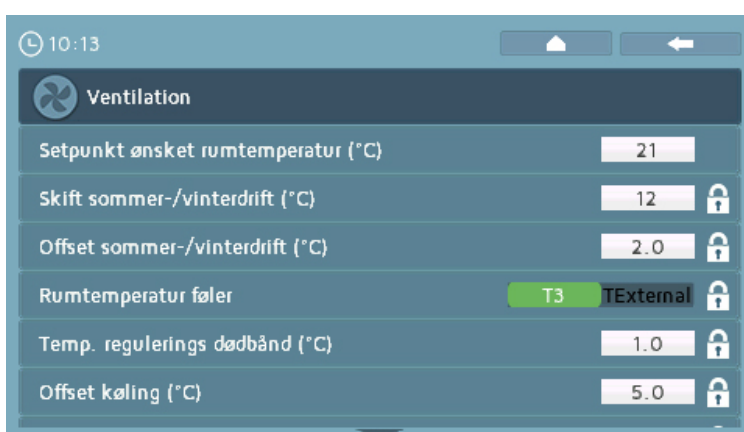 10:13
Ventilation
Setpunkt ønsket rumtemperatur (°C) 21
Skift sommer-/vinterdrift (°C) 12
Offset sommer-/vinterdrift (°C) 2.0
Rumtemperatur føler T3 TExternal
Temp. regulerings dødbånd (°C) 1.0
Offset køling (°C) 5.0